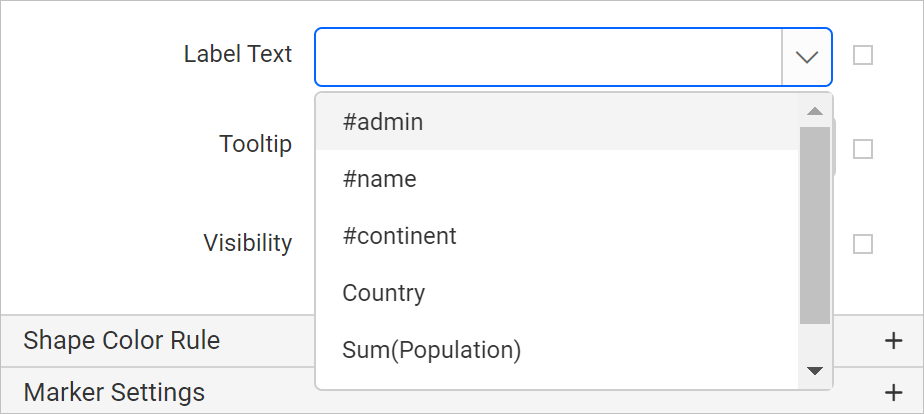 Label Text
#admin
Tooltip
#name
Visibility
#continent
Country
Shape Color Rule
Sum(Population)
Marker Settings